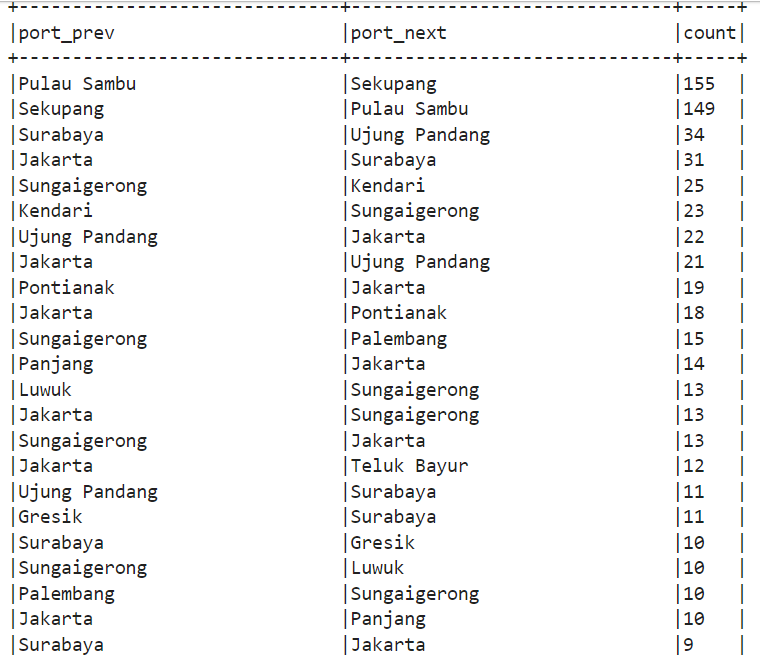 +------------------------------+------------------------------+-----+
|port_prev                     |port_next                     |count|
+------------------------------+------------------------------+-----+
|Pulau Sambu                   |Sekupang                      |155  |
|Sekupang                      |Pulau Sambu                   |149  |
|Surabaya                      |Ujung Pandang                 |34   |
|Jakarta                       |Surabaya                      |31   |
|Sungaigerong                  |Kendari                       |25   |
|Kendari                       |Sungaigerong                  |23   |
|Ujung Pandang                 |Jakarta                       |22   |
|Jakarta                       |Ujung Pandang                 |21   |
|Pontianak                     |Jakarta                       |19   |
|Jakarta                       |Pontianak                     |18   |
|Sungaigerong                  |Palembang                     |15   |
|Panjang                       |Jakarta                       |14   |
|Luwuk                         |Sungaigerong                  |13   |
|Jakarta                       |Sungaigerong                  |13   |
|Sungaigerong                  |Jakarta                       |13   |
|Jakarta                       |Teluk Bayur                   |12   |
|Ujung Pandang                 |Surabaya                      |11   |
|Gresik                        |Surabaya                      |11   |
|Surabaya                      |Gresik                        |10   |
|Sungaigerong                  |Luwuk                         |10   |
|Palembang                     |Sungaigerong                  |10   |
|Jakarta                       |Panjang                       |10   |
|Surabaya                      |Jakarta                       |9    |